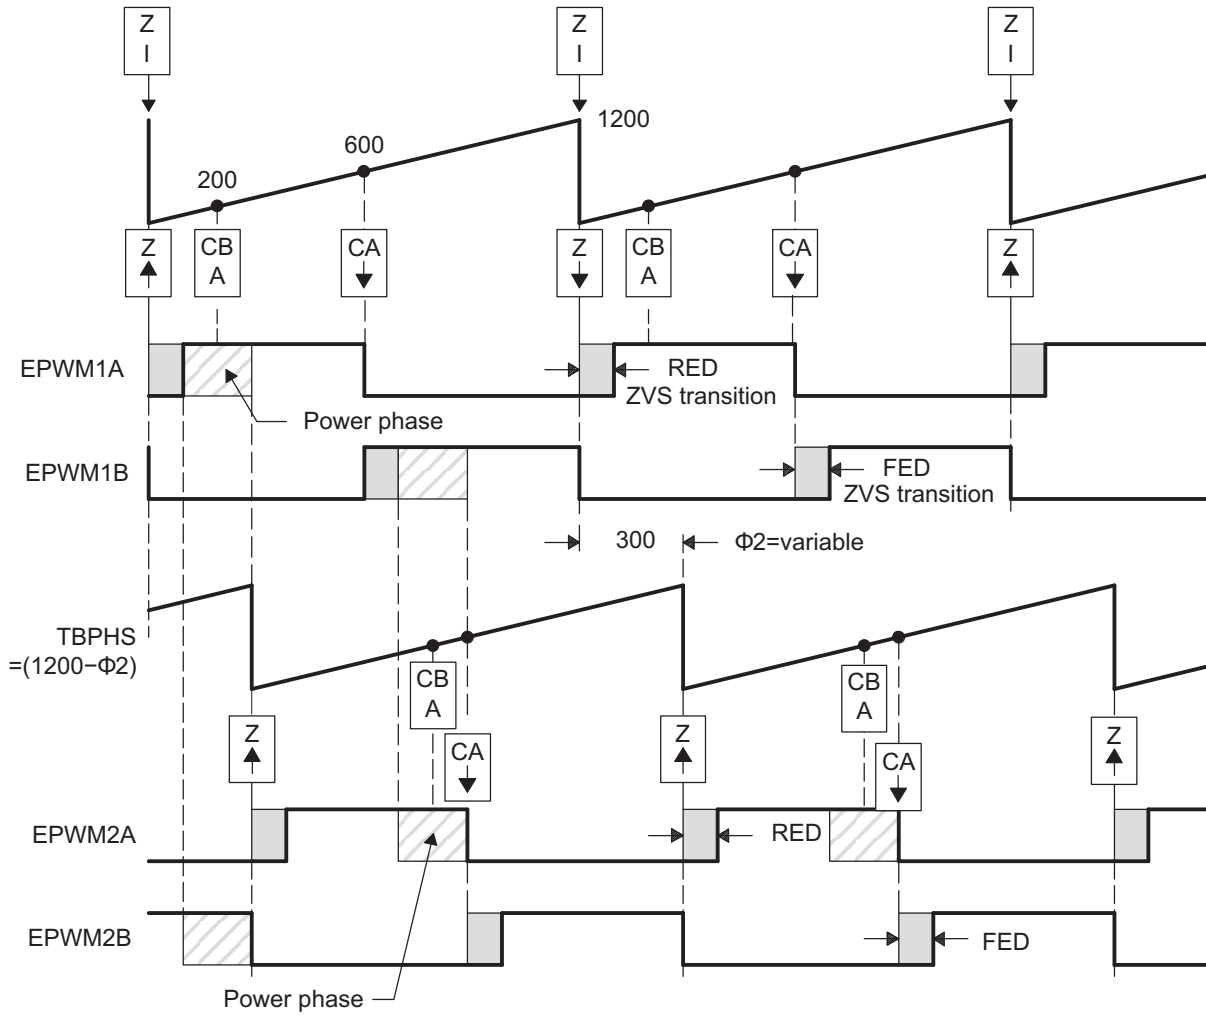 Z
I
Z
I
Z
I
1200
600
200
Z
CB
A
CA
Z
CB
A
CA
Z
EPWM1A
RED
ZVS transition
Power phase
EPWM1B
FED
ZVS transition
300
Φ2=variable
TBPHS
=(1200−Φ2)
CB
A
CB
A
Z
CA
Z
CA
Z
EPWM2A
RED
EPWM2B
FED
Power phase